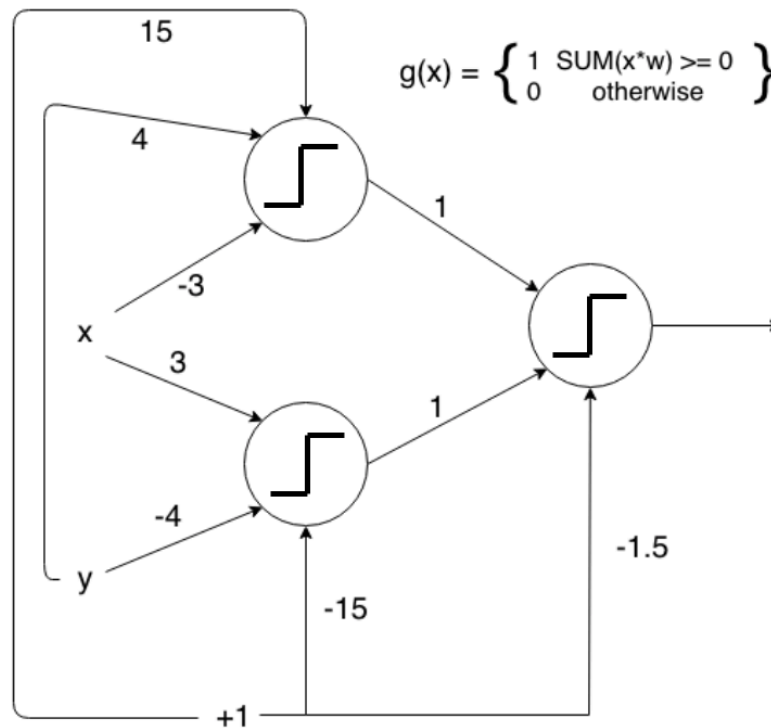 15
g(x) = { 1 SUM(x*w) >= 0 }
0 otherwise
4
1
-3
x
3
1
-4
-1.5
y
-15
+1